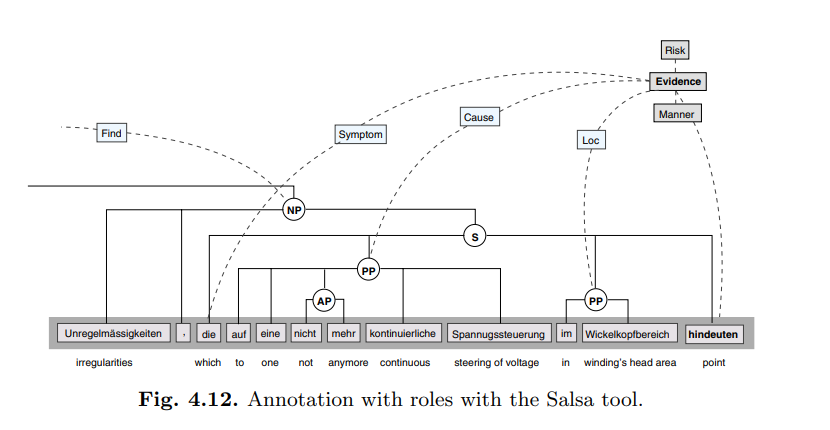 Risk
Evidence
Manner
Cause
Find
Symptom
Loc
NP
S
PP
AP
PP
Unregelmässigkeiten , die auf eine nicht mehr kontinuierliche Spannugssteuerung im Wickelkopfbereich hindeuten
irregularities which to one not anymore continuous steering of voltage in winding's head area point
Fig. 4.12. Annotation with roles with the Salsa tool.